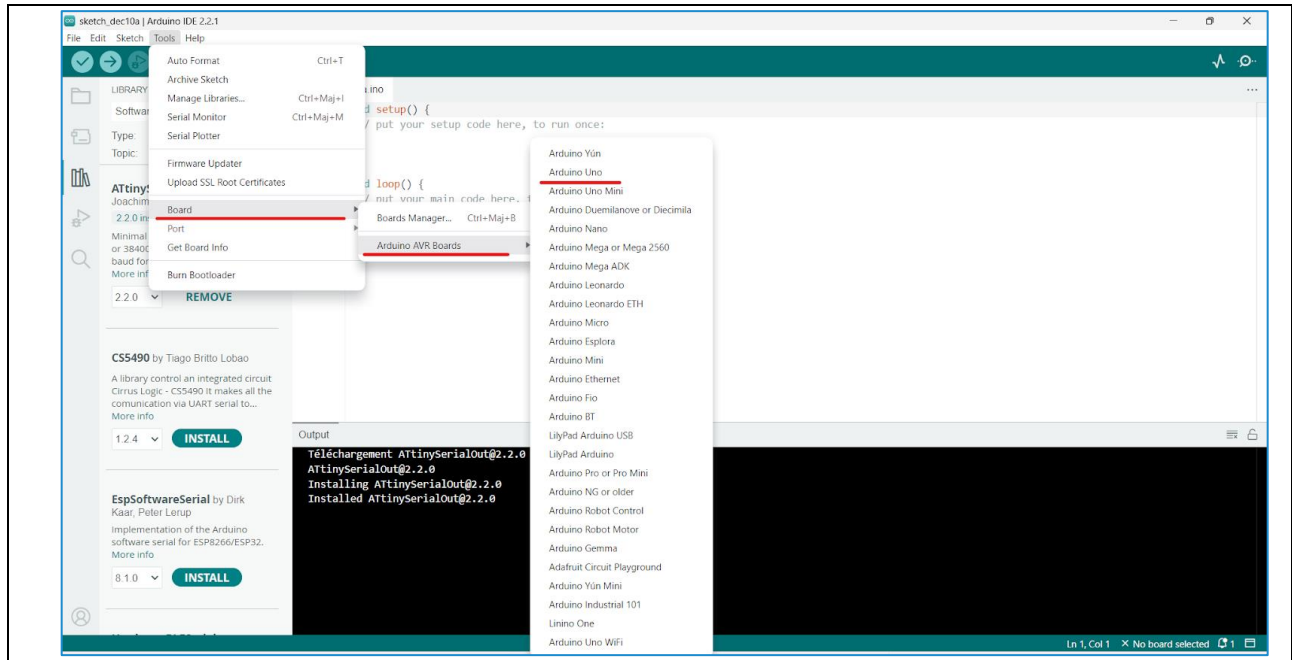 sketch_dec10a | Arduino IDE 2.2.1
File Edit Sketch Tools Help
Auto Format Ctrl+T
Archive Sketch
Manage Libraries... Ctrl+Maj+I
Serial Monitor Ctrl+Maj+M
Serial Plotter
Firmware Updater
Upload SSL Root Certificates
Board
Port
Get Board Info
Burn Bootloader
Boards Manager... Ctrl+Maj+B
Arduino AVR Boards
Arduino Yún
Arduino Uno
Arduino Uno Mini
Arduino Duemilanove or Diecimila
Arduino Nano
Arduino Mega or Mega 2560
Arduino Mega ADK
Arduino Leonardo
Arduino Leonardo ETH
Arduino Micro
Arduino Esplora
Arduino Mini
Arduino Ethernet
Arduino Fio
Arduino BT
LilyPad Arduino USB
LilyPad Arduino
Arduino Pro or Pro Mini
Arduino NG or older
Arduino Robot Control
Arduino Robot Motor
Arduino Gemma
Adafruit Circuit Playground
Arduino Yún Mini
Arduino Industrial 101
Linino One
Arduino Uno WiFi
LIBRARY
Softwar
Type:
Topic:
ATtinyS
Joachim
2.2.0 in
Minimal
or 38400
baud for
More inf
2.2.0 REMOVE
CS5490 by Tiago Britto Lobao
A library control an integrated circuit
Cirrus Logic - CS5490 It makes all the
comunication via UART serial to...
More info
1.2.4 INSTALL
EspSoftwareSerial by Dirk
Kaar, Peter Lerup
Implementation of the Arduino
software serial for ESP8266/ESP32.
More info
8.1.0 INSTALL
.ino
d setup() {
/ put your setup code here, to run once:
d loop() {
/ put your main code here, t
Output
Téléchargement ATtinySerialOut@2.2.0
ATtinySerialOut@2.2.0
Installing ATtinySerialOut@2.2.0
Installed ATtinySerialOut@2.2.0
Ln 1, Col 1 × No board selected 1